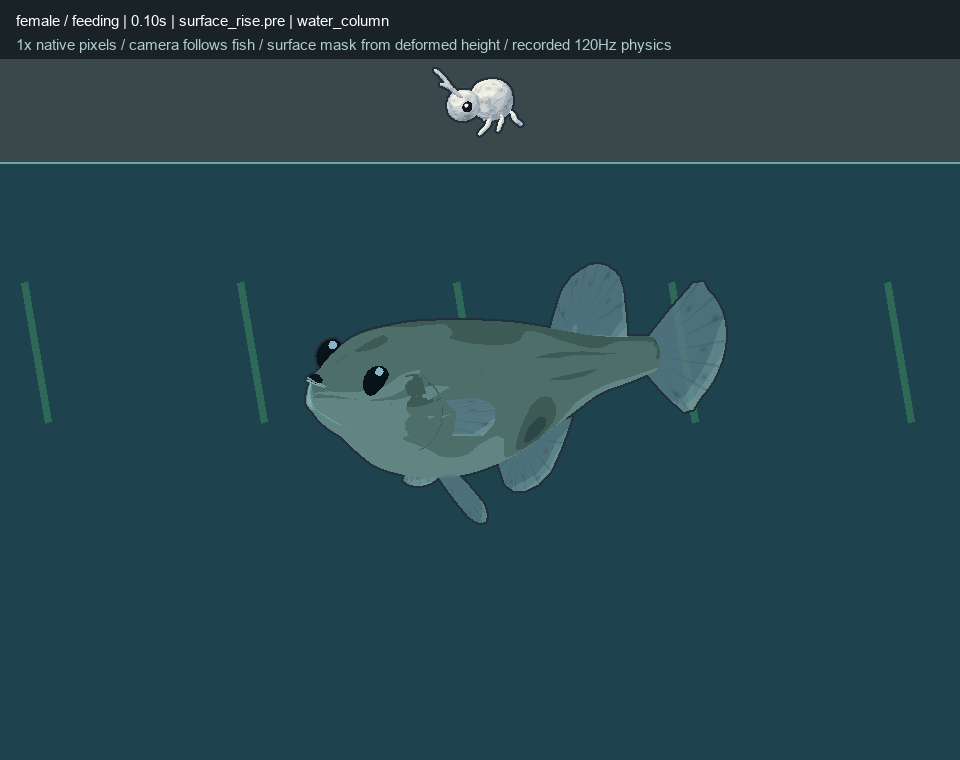 female / feeding | 0.10s | surface_rise.pre | water_column
1x native pixels / camera follows fish / surface mask from deformed height / recorded 120Hz physics